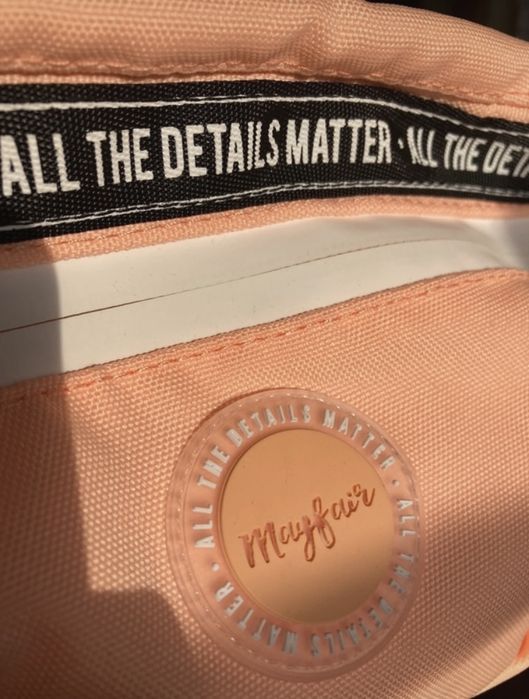 ALL THE DETAILS MATTER · ALL THE DET
ALL THE DETAILS MATTER · ALL THE DETAILS MATTER ·
Mayfair